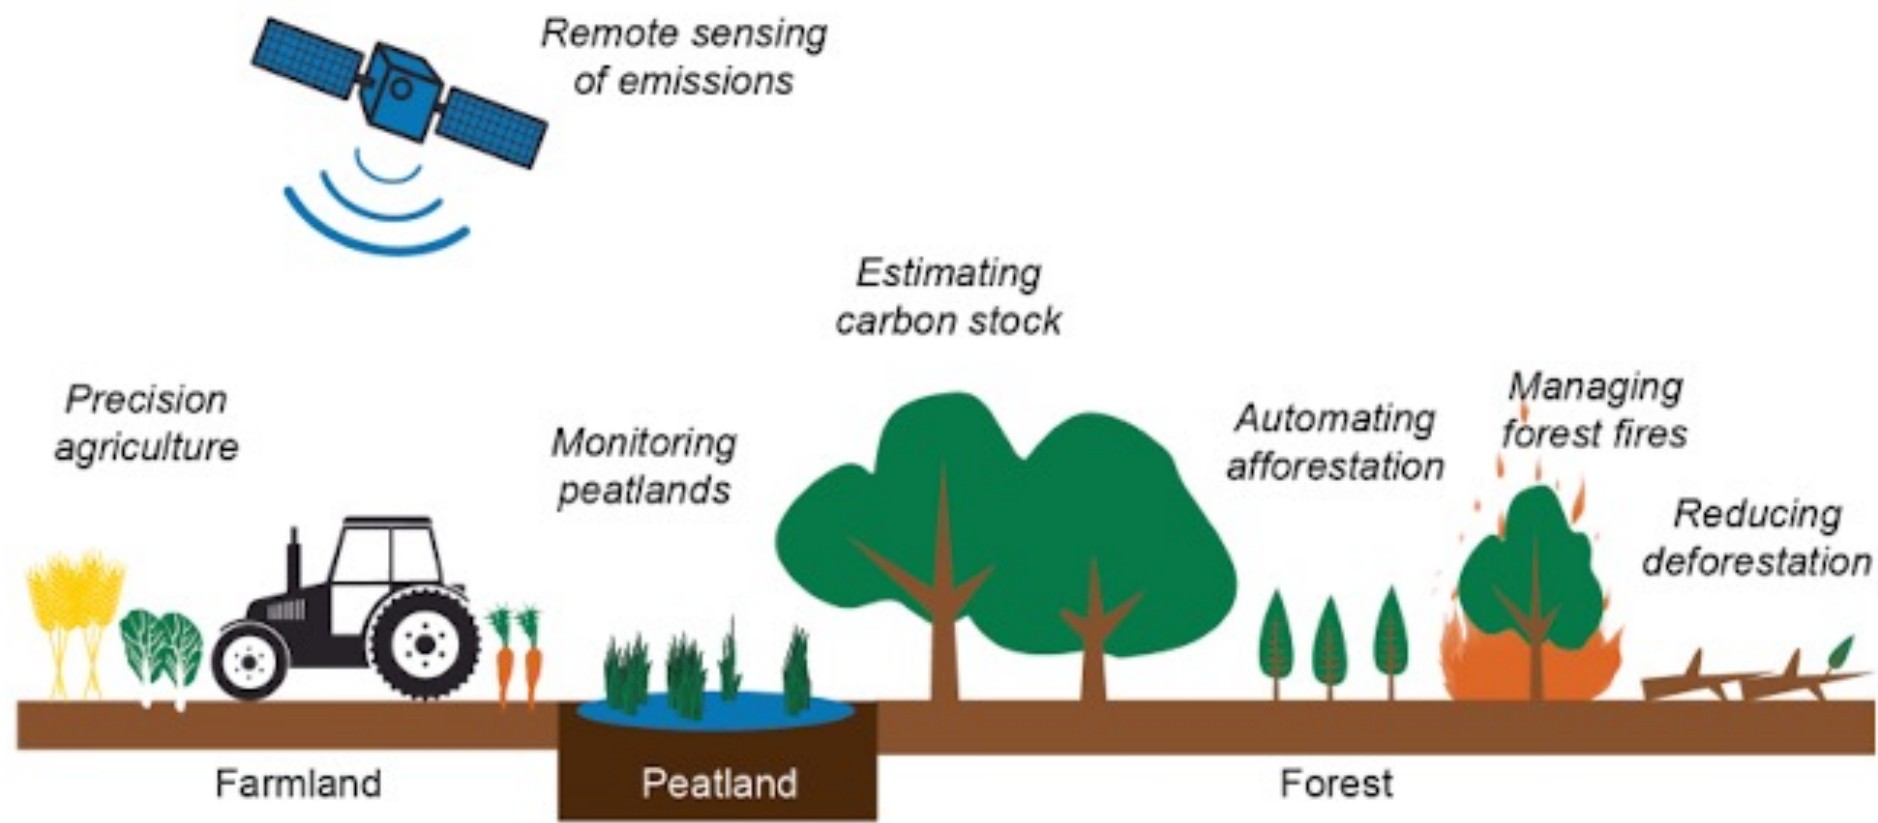 Remote sensing
of emissions
Estimating
carbon stock
Precision
agriculture
Monitoring
peatlands
Automating
afforestation
Managing
forest fires
Reducing
deforestation
Farmland
Peatland
Forest